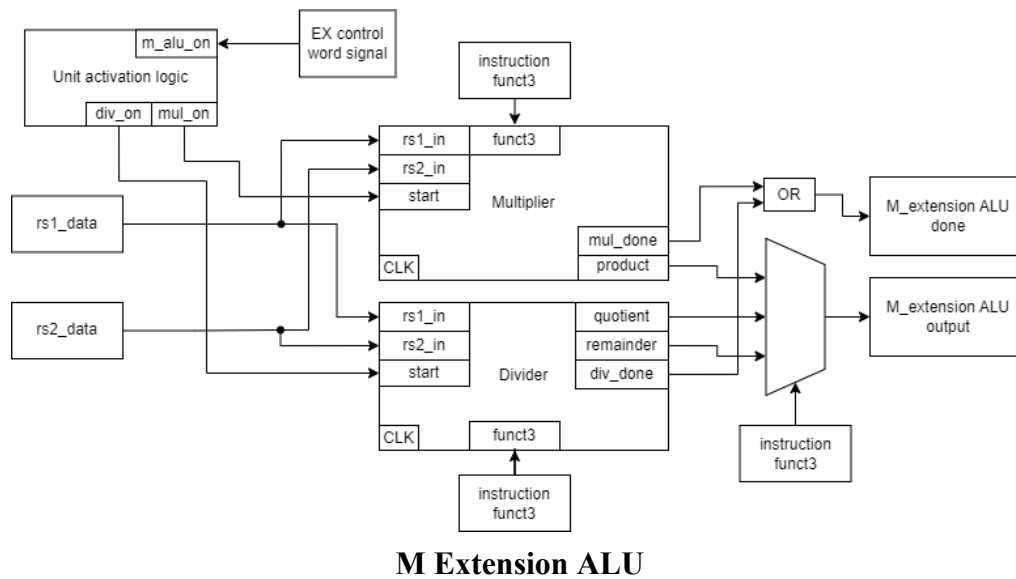 m_alu_on
EX control
word signal
Unit activation logic
div_on
mul_on
instruction
funct3
rs1_in
funct3
rs2_in
start
Multiplier
mul_done
CLK
product
rs1_data
rs2_data
OR
M_extension ALU
done
M_extension ALU
output
rs1_in
quotient
rs2_in
remainder
start
Divider
div_done
CLK
funct3
instruction
funct3
instruction
funct3
M Extension ALU